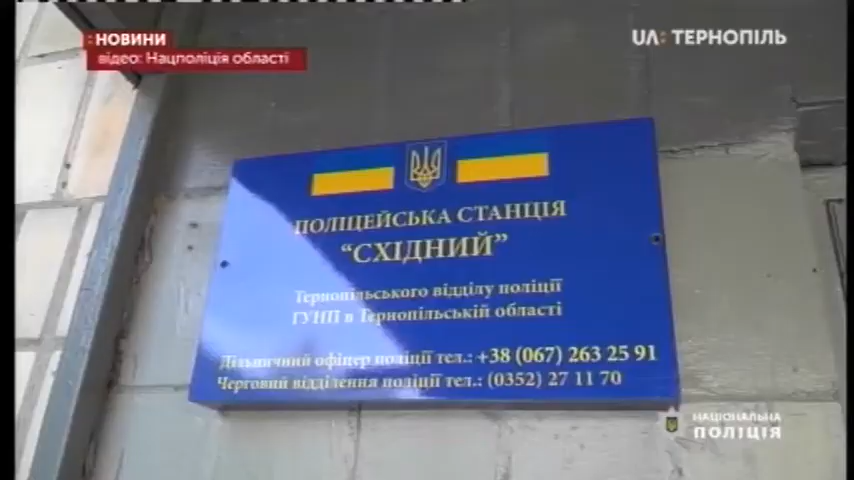 НОВИНИ
відео: Нацполіція області
UA: ТЕРНОПІЛЬ
ПОЛІЦЕЙСЬКА СТАНЦІЯ
“СХІДНИЙ”
Тернопільського відділу поліції
ГУНП в Тернопільській області
Дільничний офіцер поліції тел.: +38 (067) 263 25 91
Черговий відділення поліції тел.: (0352) 27 11 70
НАЦІОНАЛЬНА
ПОЛІЦІЯ